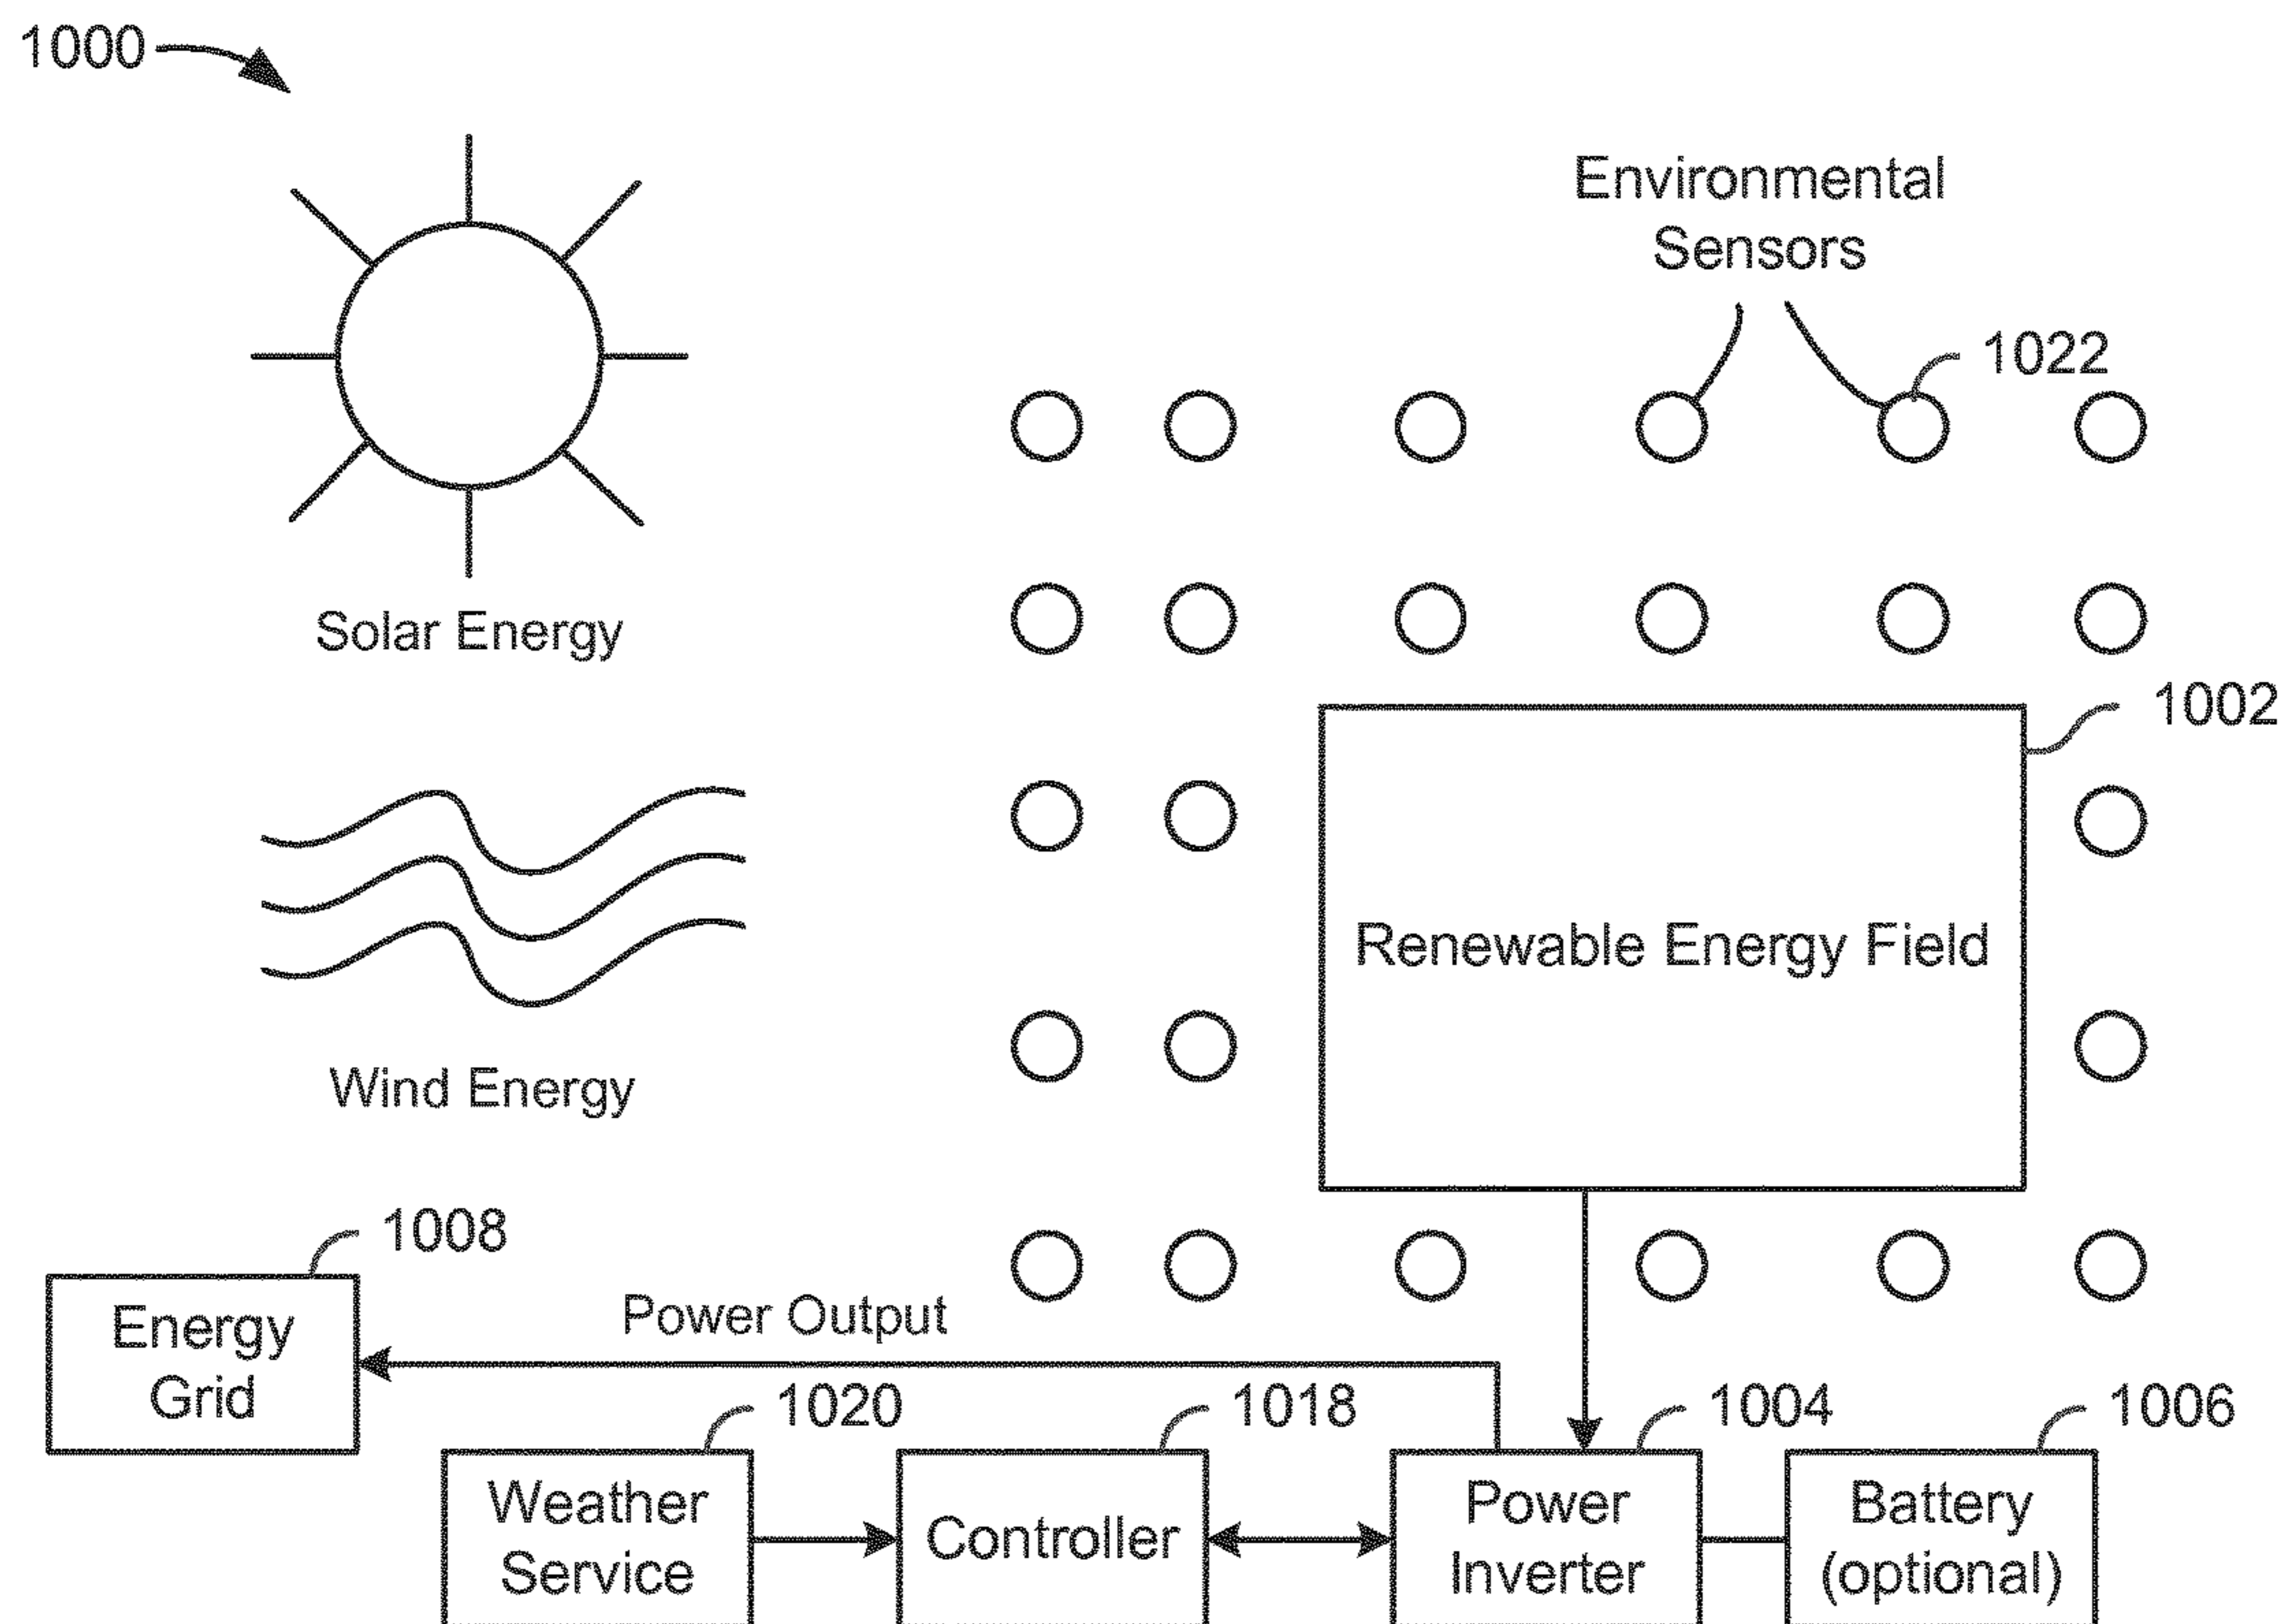 1000
Environmental
Sensors
1022
Solar Energy
1002
Renewable Energy Field
Wind Energy
1008
Energy
Grid
Power Output
1020
1018
1004
1006
Weather
Service
Controller
Power
Inverter
Battery
(optional)